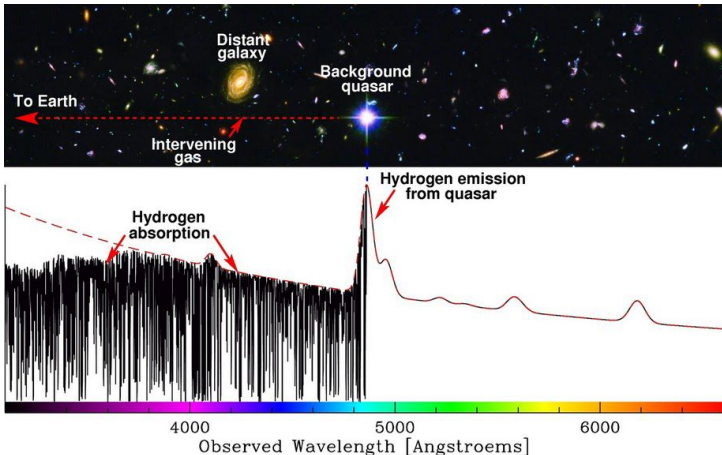 Distant
galaxy
Background
quasar
To Earth
Intervening
gas
Hydrogen emission
from quasar
Hydrogen
absorption
4000
5000
6000
Observed Wavelength [Angstroems]